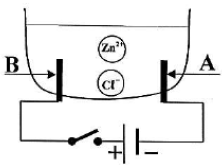 Zn²⁺
B A
Cl⁻
+ −